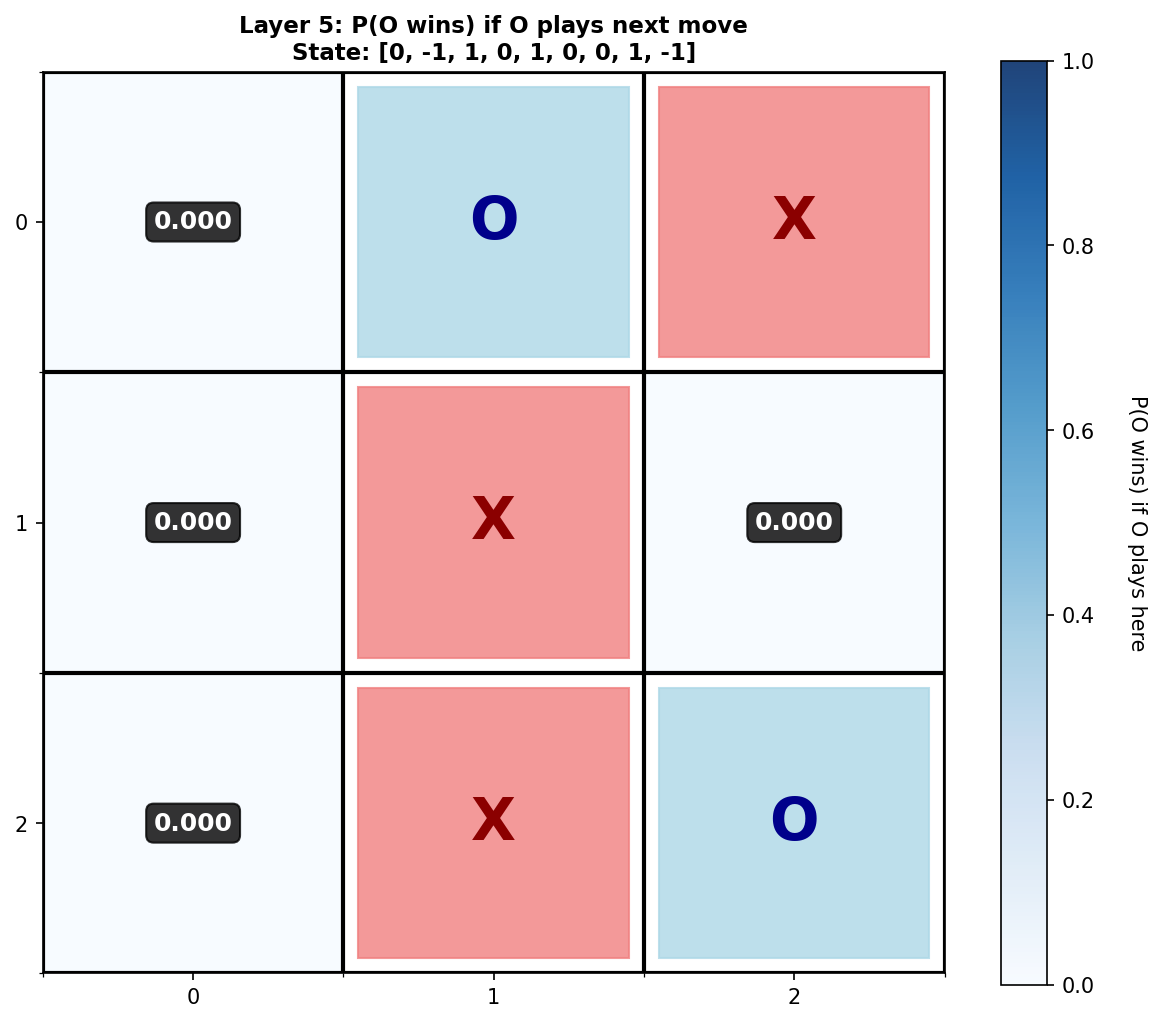 Layer 5: P(O wins) if O plays next move
State: [0, -1, 1, 0, 1, 0, 0, 1, -1]
0
0.000
O
X
1
0.000
X
0.000
2
0.000
X
O
0
1
2
1.0
0.8
0.6
0.4
0.2
0.0
P(O wins) if O plays here